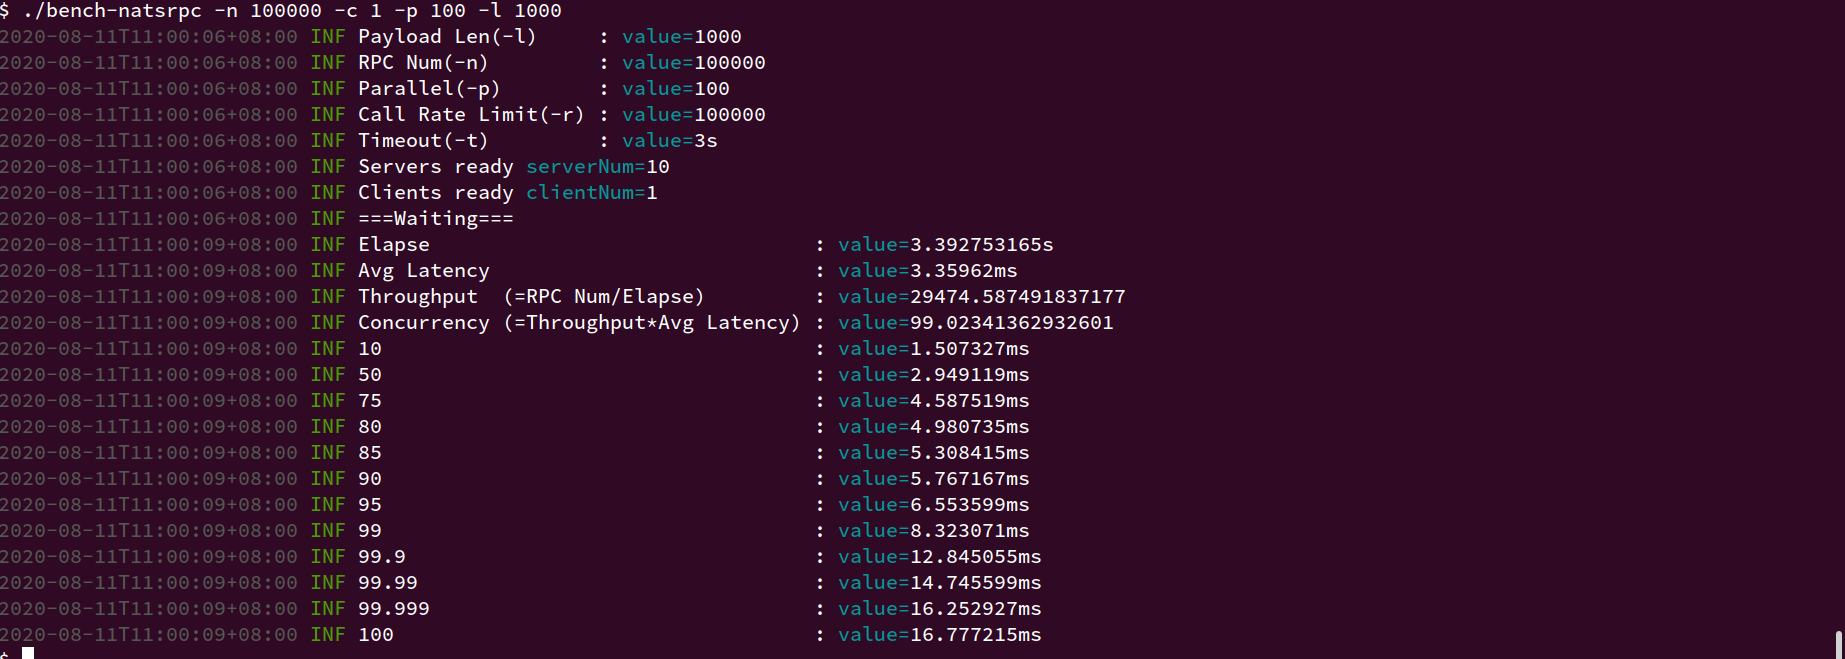 $ ./bench-natsrpc -n 100000 -c 1 -p 100 -l 1000
2020-08-11T11:00:06+08:00 INF Payload Len(-l)     : value=1000
2020-08-11T11:00:06+08:00 INF RPC Num(-n)         : value=100000
2020-08-11T11:00:06+08:00 INF Parallel(-p)        : value=100
2020-08-11T11:00:06+08:00 INF Call Rate Limit(-r) : value=100000
2020-08-11T11:00:06+08:00 INF Timeout(-t)         : value=3s
2020-08-11T11:00:06+08:00 INF Servers ready serverNum=10
2020-08-11T11:00:06+08:00 INF Clients ready clientNum=1
2020-08-11T11:00:06+08:00 INF ===Waiting===
2020-08-11T11:00:09+08:00 INF Elapse                                : value=3.392753165s
2020-08-11T11:00:09+08:00 INF Avg Latency                           : value=3.35962ms
2020-08-11T11:00:09+08:00 INF Throughput  (=RPC Num/Elapse)         : value=29474.587491837177
2020-08-11T11:00:09+08:00 INF Concurrency (=Throughput*Avg Latency) : value=99.02341362932601
2020-08-11T11:00:09+08:00 INF 10                                    : value=1.507327ms
2020-08-11T11:00:09+08:00 INF 50                                    : value=2.949119ms
2020-08-11T11:00:09+08:00 INF 75                                    : value=4.587519ms
2020-08-11T11:00:09+08:00 INF 80                                    : value=4.980735ms
2020-08-11T11:00:09+08:00 INF 85                                    : value=5.308415ms
2020-08-11T11:00:09+08:00 INF 90                                    : value=5.767167ms
2020-08-11T11:00:09+08:00 INF 95                                    : value=6.553599ms
2020-08-11T11:00:09+08:00 INF 99                                    : value=8.323071ms
2020-08-11T11:00:09+08:00 INF 99.9                                  : value=12.845055ms
2020-08-11T11:00:09+08:00 INF 99.99                                 : value=14.745599ms
2020-08-11T11:00:09+08:00 INF 99.999                                : value=16.252927ms
2020-08-11T11:00:09+08:00 INF 100                                   : value=16.777215ms
$